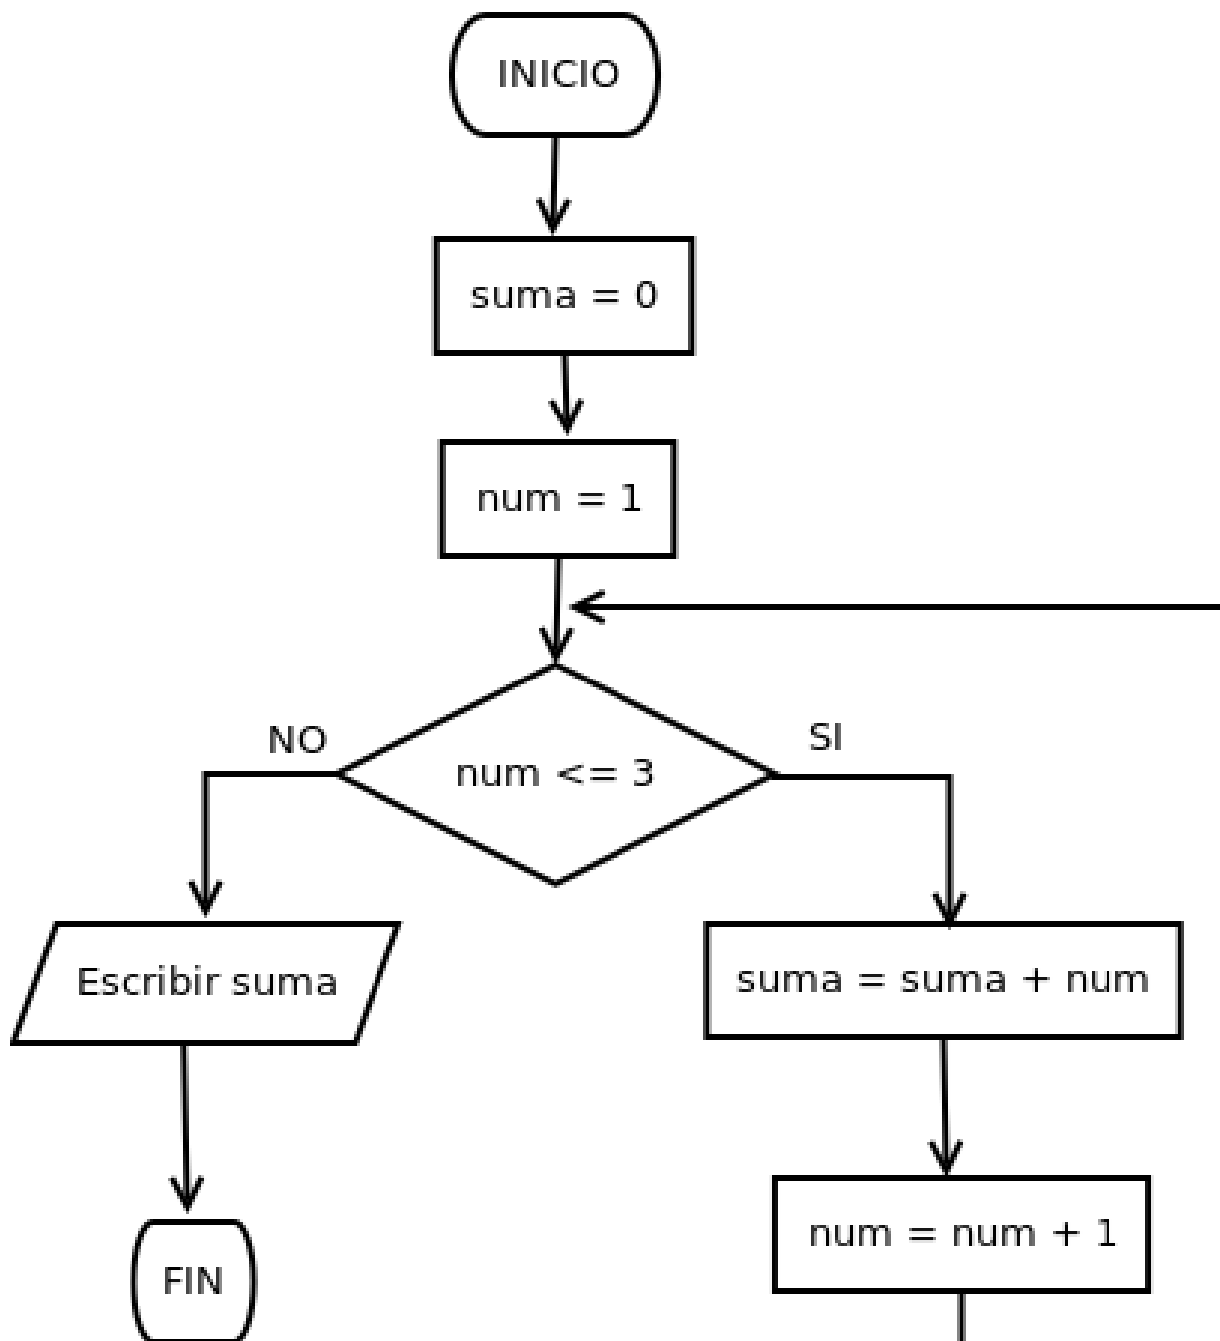 INICIO
suma = 0
num = 1
num <= 3
NO
SI
Escribir suma
suma = suma + num
num = num + 1
FIN